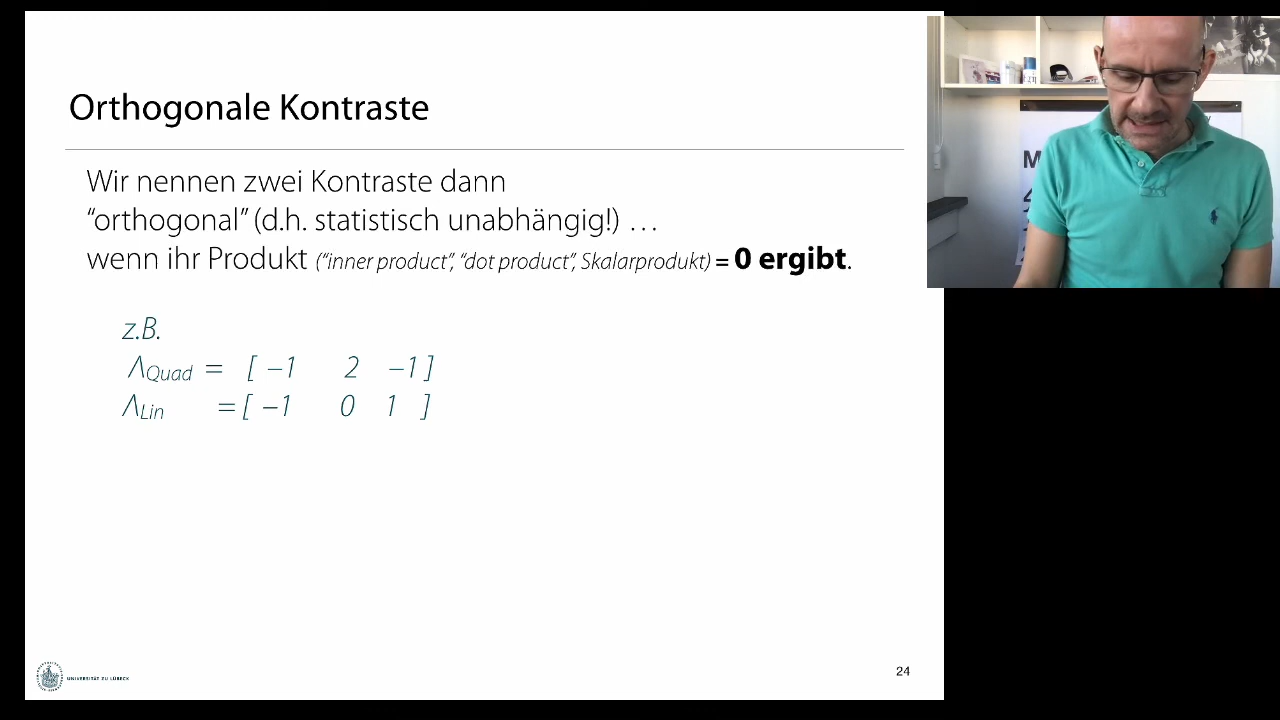 Orthogonale Kontraste
Wir nennen zwei Kontraste dann
“orthogonal” (d.h. statistisch unabhängig!) …
wenn ihr Produkt (“inner product”, “dot product”, Skalarprodukt) = 0 ergibt.
z.B.
ΛQuad = [ –1 2 –1 ]
ΛLin = [ –1 0 1 ]
UNIVERSITÄT ZU LÜBECK
24
M